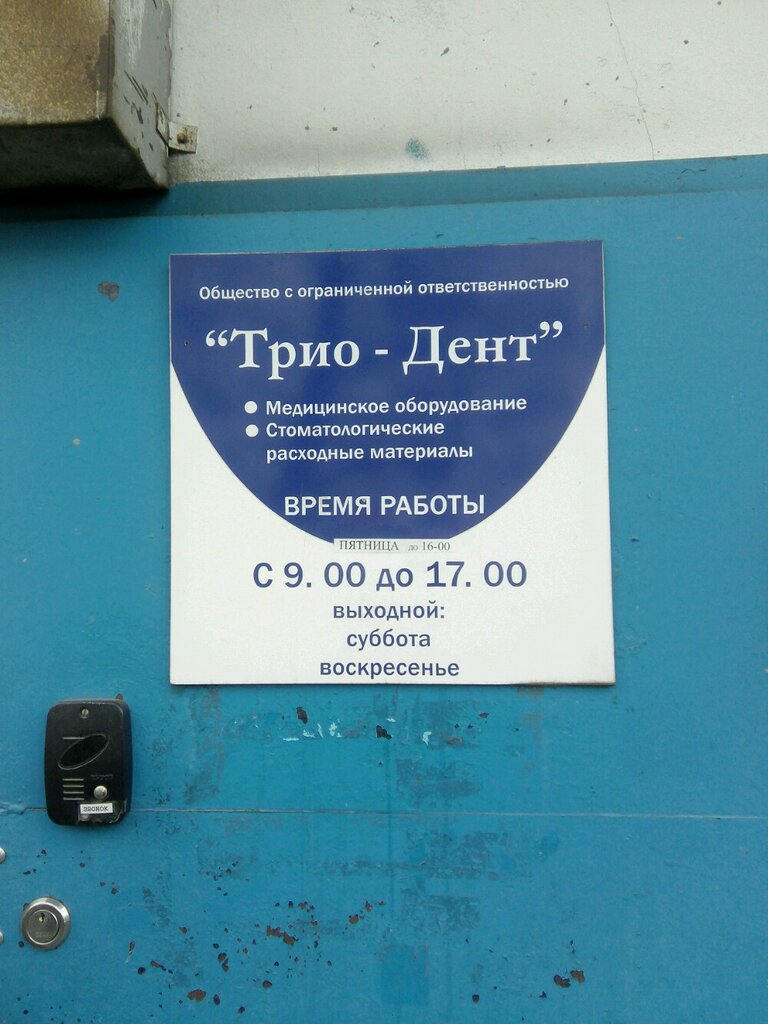 Общество с ограниченной ответственностью
“Трио - Дент”
● Медицинское оборудование
● Стоматологические
расходные материалы
ВРЕМЯ РАБОТЫ
ПЯТНИЦА до 16-00
С 9. 00 до 17. 00
выходной:
суббота
воскресенье
ЗВОНОК